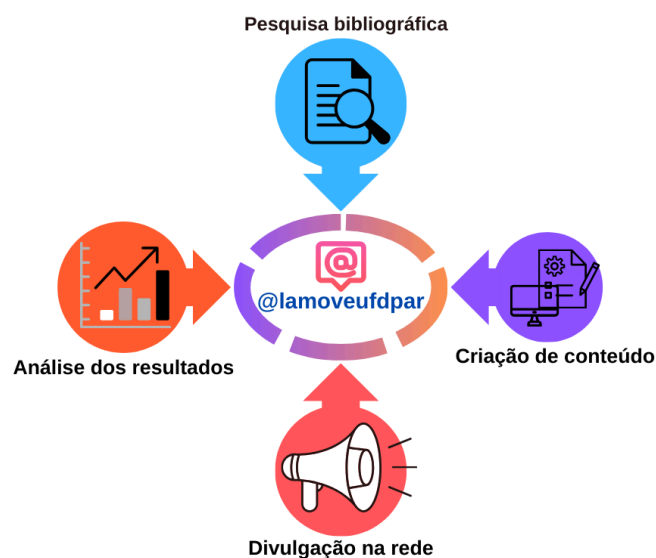 Pesquisa bibliográfica
@lamoveufdpar
Análise dos resultados
Criação de conteúdo
Divulgação na rede